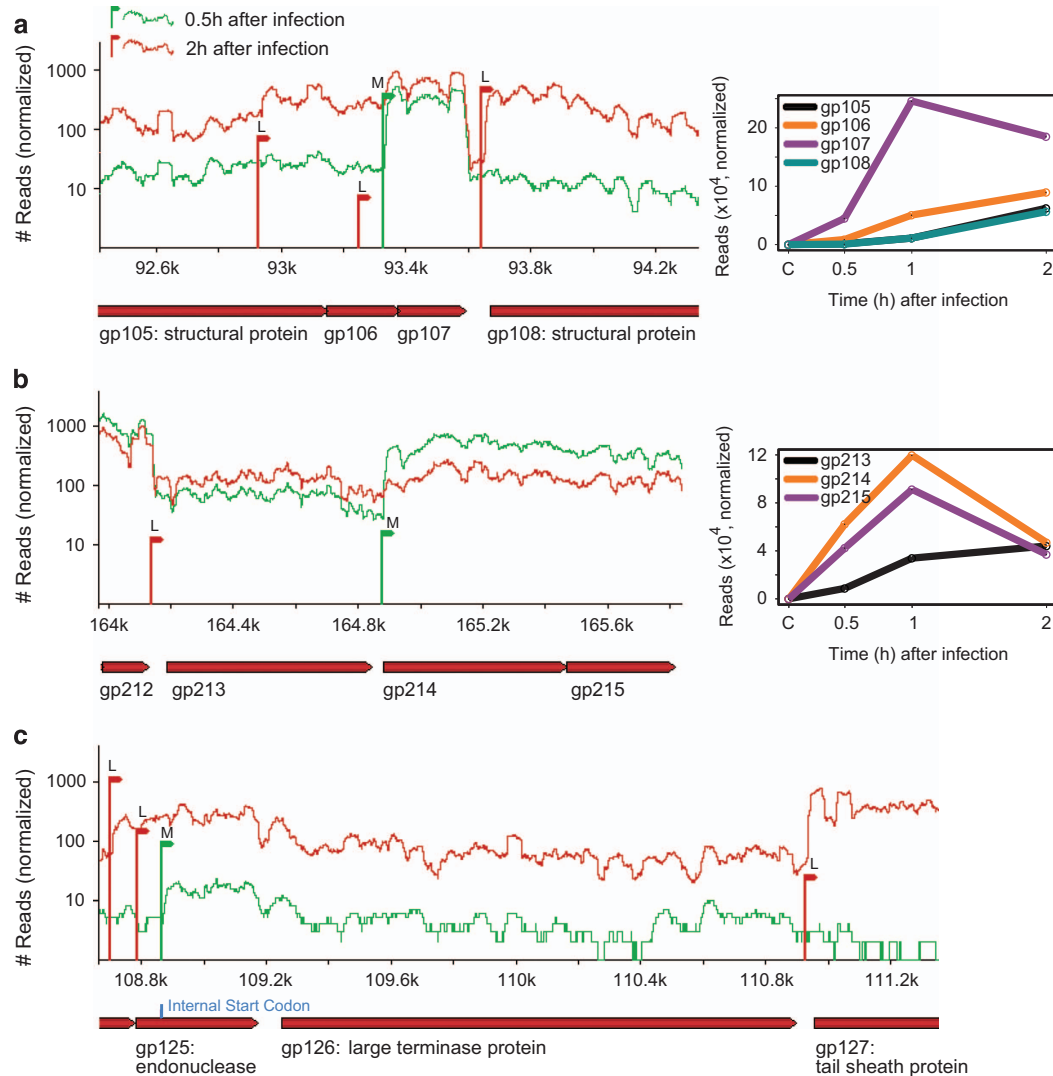 a
0.5h after infection
2h after infection
# Reads (normalized)
1000
100
10
L
L
M
L
92.6k 93k 93.4k 93.8k 94.2k
gp105: structural protein gp106 gp107 gp108: structural protein
Reads (x10⁴, normalized)
20
10
0
gp105
gp106
gp107
gp108
C 0.5 1 2
Time (h) after infection
b
# Reads (normalized)
1000
100
10
L
M
164k 164.4k 164.8k 165.2k 165.6k
gp212 gp213 gp214 gp215
Reads (x10⁴, normalized)
12
8
4
0
gp213
gp214
gp215
C 0.5 1 2
Time (h) after infection
c
# Reads (normalized)
1000
100
10
L
L
M
L
108.8k 109.2k 109.6k 110k 110.4k 110.8k 111.2k
Internal Start Codon
gp125: endonuclease
gp126: large terminase protein
gp127: tail sheath protein